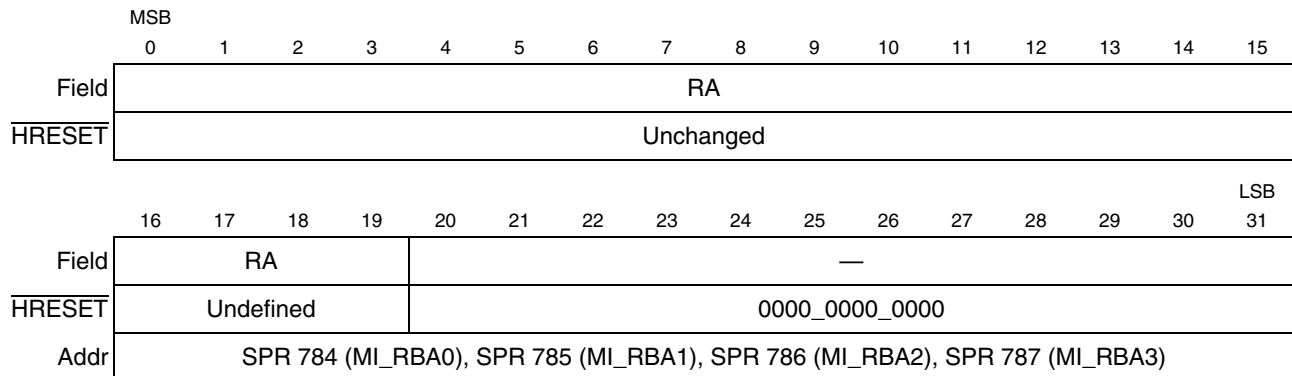 MSB
0 1 2 3 4 5 6 7 8 9 10 11 12 13 14 15
Field RA
HRESET Unchanged
LSB
16 17 18 19 20 21 22 23 24 25 26 27 28 29 30 31
Field RA —
HRESET Undefined 0000_0000_0000
Addr SPR 784 (MI_RBA0), SPR 785 (MI_RBA1), SPR 786 (MI_RBA2), SPR 787 (MI_RBA3)